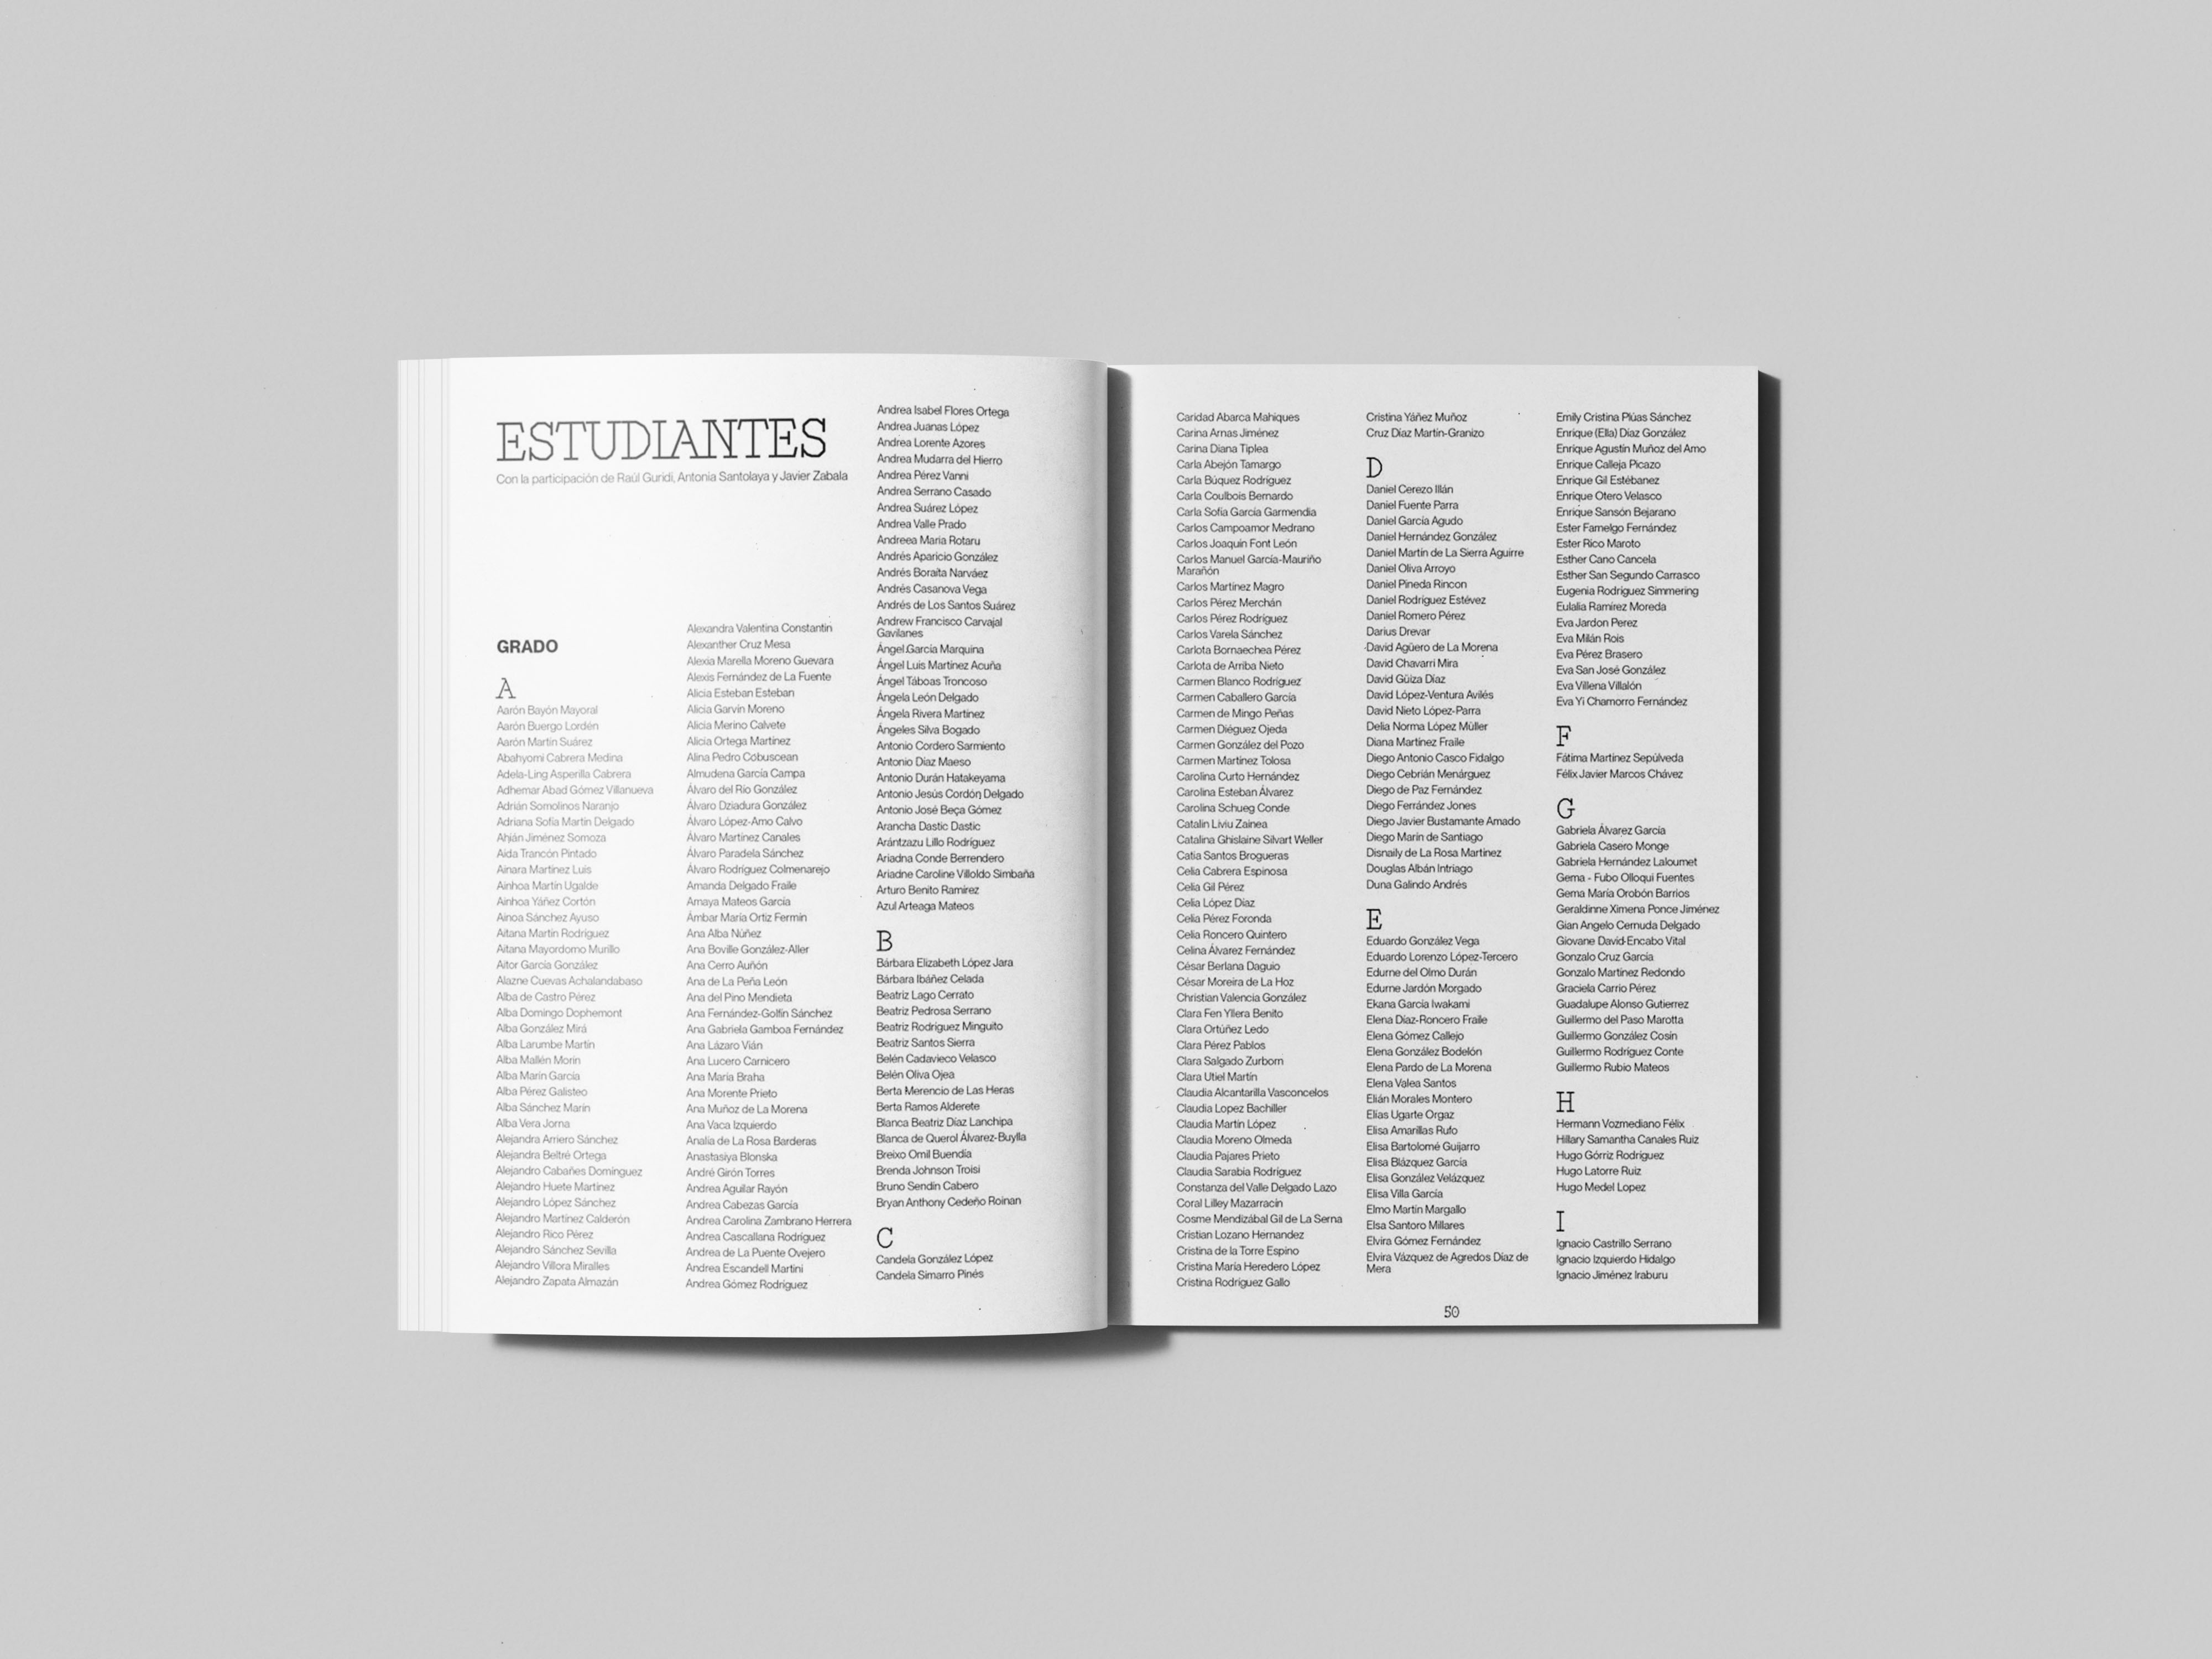 ESTUDIANTES
Con la participación de Raúl Guridi, Antonia Santolaya y Javier Zabala
GRADO
A
Aarón Bayón Mayoral
Aarón Buergo Lordén
Aarón Martín Suárez
Abahyomi Cabrera Medina
Adela-Ling Asperilla Cabrera
Adhemar Abad Gómez Villanueva
Adrián Somolinos Naranjo
Adriana Sofía Martín Delgado
Ahján Jiménez Somoza
Aida Trancón Pintado
Ainara Martínez Luis
Ainhoa Martín Ugalde
Ainhoa Yáñez Cortón
Ainoa Sánchez Ayuso
Aitana Martín Rodríguez
Aitana Mayordomo Murillo
Aitor García González
Alazne Cuevas Achalandabaso
Alba de Castro Pérez
Alba Domingo Dophemont
Alba González Mirá
Alba Larumbe Martín
Alba Mallén Morín
Alba Marín García
Alba Pérez Galisteo
Alba Sánchez Marín
Alba Vera Jorna
Alejandra Arriero Sánchez
Alejandra Beltré Ortega
Alejandro Cabañes Domínguez
Alejandro Huete Martínez
Alejandro López Sánchez
Alejandro Martínez Calderón
Alejandro Rico Pérez
Alejandro Sánchez Sevilla
Alejandro Villora Miralles
Alejandro Zapata Almazán
Alexandra Valentina Constantin
Alexanther Cruz Mesa
Alexia Marella Moreno Guevara
Alexis Fernández de La Fuente
Alicia Esteban Esteban
Alicia Garvín Moreno
Alicia Merino Calvete
Alicia Ortega Martínez
Alina Pedro Cobuscean
Almudena García Campa
Álvaro del Río González
Álvaro Dziadura González
Álvaro López-Amo Calvo
Álvaro Martínez Canales
Álvaro Paradela Sánchez
Álvaro Rodríguez Colmenarejo
Amanda Delgado Fraile
Amaya Mateos García
Ámbar María Ortiz Fermín
Ana Alba Núñez
Ana Boville González-Aller
Ana Cerro Auñón
Ana de La Peña León
Ana del Pino Mendieta
Ana Fernández-Golfín Sánchez
Ana Gabriela Gamboa Fernández
Ana Lázaro Vián
Ana Lucero Carnicero
Ana María Braha
Ana Morente Prieto
Ana Muñoz de La Morena
Ana Vaca Izquierdo
Analía de La Rosa Barderas
Anastasiya Blonska
André Girón Torres
Andrea Aguilar Rayón
Andrea Cabezas García
Andrea Carolina Zambrano Herrera
Andrea Cascallana Rodríguez
Andrea de La Puente Ovejero
Andrea Escandell Martini
Andrea Gómez Rodríguez
Andrea Isabel Flores Ortega
Andrea Juanas López
Andrea Lorente Azores
Andrea Mudarra del Hierro
Andrea Pérez Vanni
Andrea Serrano Casado
Andrea Suárez López
Andrea Valle Prado
Andreea María Rotaru
Andrés Aparicio González
Andrés Boraíta Narváez
Andrés Casanova Vega
Andrés de Los Santos Suárez
Andrew Francisco Carvajal
Gavilanes
Ángel García Marquina
Ángel Luis Martínez Acuña
Ángel Táboas Troncoso
Ángela León Delgado
Ángela Rivera Martínez
Ángeles Silva Bogado
Antonio Cordero Sarmiento
Antonio Díaz Maeso
Antonio Durán Hatakeyama
Antonio Jesús Cordón Delgado
Antonio José Beça Gómez
Arancha Dastic Dastic
Arántzazu Lillo Rodríguez
Ariadna Conde Berrendero
Ariadne Caroline Villoldo Simbaña
Arturo Benito Ramírez
Azul Arteaga Mateos
B
Bárbara Elizabeth López Jara
Bárbara Ibáñez Celada
Beatriz Lago Cerrato
Beatriz Pedrosa Serrano
Beatriz Rodríguez Minguito
Beatriz Santos Sierra
Belén Cadavieco Velasco
Belén Oliva Ojea
Berta Merencio de Las Heras
Berta Ramos Alderete
Blanca Beatriz Díaz Lanchipa
Blanca de Querol Álvarez-Buylla
Breixo Omil Buendía
Brenda Johnson Troisi
Bruno Sendín Cabero
Bryan Anthony Cedeño Roinan
C
Candela González López
Candela Simarro Pinés
Caridad Abarca Mahiques
Carina Arnas Jiménez
Carina Diana Tiplea
Carla Abejón Tamargo
Carla Búquez Rodríguez
Carla Coulbois Bernardo
Carla Sofía García Garmendia
Carlos Campoamor Medrano
Carlos Joaquín Font León
Carlos Manuel García-Mauriño
Marañón
Carlos Martínez Magro
Carlos Pérez Merchán
Carlos Pérez Rodríguez
Carlos Varela Sánchez
Carlota Bornaechea Pérez
Carlota de Arriba Nieto
Carmen Blanco Rodríguez
Carmen Caballero García
Carmen de Mingo Peñas
Carmen Diéguez Ojeda
Carmen González del Pozo
Carmen Martínez Tolosa
Carolina Curto Hernández
Carolina Esteban Álvarez
Carolina Schueg Conde
Catalin Liviu Zainea
Catalina Ghislaine Silvart Weller
Catia Santos Brogueras
Celia Cabrera Espinosa
Celia Gil Pérez
Celia López Díaz
Celia Pérez Foronda
Celia Roncero Quintero
Celina Álvarez Fernández
César Berlana Daguio
César Moreira de La Hoz
Christian Valencia González
Clara Fen Yllera Benito
Clara Ortúñez Ledo
Clara Pérez Pablos
Clara Salgado Zurborn
Clara Utiel Martín
Claudia Alcantarilla Vasconcelos
Claudia Lopez Bachiller
Claudia Martín López
Claudia Moreno Olmeda
Claudia Pajares Prieto
Claudia Sarabia Rodríguez
Constanza del Valle Delgado Lazo
Coral Lilley Mazarracín
Cosme Mendizábal Gil de La Serna
Cristian Lozano Hernandez
Cristina de la Torre Espino
Cristina María Heredero López
Cristina Rodríguez Gallo
Cristina Yáñez Muñoz
Cruz Díaz Martín-Granizo
D
Daniel Cerezo Illán
Daniel Fuente Parra
Daniel García Agudo
Daniel Hernández González
Daniel Martín de La Sierra Aguirre
Daniel Oliva Arroyo
Daniel Pineda Rincon
Daniel Rodríguez Estévez
Daniel Romero Pérez
Darius Drevar
David Agüero de La Morena
David Chavarri Mira
David Güiza Díaz
David López-Ventura Avilés
David Nieto López-Parra
Delia Norma López Müller
Diana Martínez Fraile
Diego Antonio Casco Fidalgo
Diego Cebrián Menárguez
Diego de Paz Fernández
Diego Ferrández Jones
Diego Javier Bustamante Amado
Diego Marín de Santiago
Disnaily de La Rosa Martínez
Douglas Albán Intriago
Duna Galindo Andrés
E
Eduardo González Vega
Eduardo Lorenzo López-Tercero
Edurne del Olmo Durán
Edurne Jardón Morgado
Ekana García Iwakami
Elena Díaz-Roncero Fraile
Elena Gómez Callejo
Elena González Bodelón
Elena Pardo de La Morena
Elena Valea Santos
Elián Morales Montero
Elías Ugarte Orgaz
Elisa Amarillas Rufo
Elisa Bartolomé Guijarro
Elisa Blázquez García
Elisa González Velázquez
Elisa Villa García
Elmo Martín Margallo
Elsa Santoro Millares
Elvira Gómez Fernández
Elvira Vázquez de Agredos Díaz de
Mera
Emily Cristina Plúas Sánchez
Enrique (Ella) Díaz González
Enrique Agustín Muñoz del Amo
Enrique Calleja Picazo
Enrique Gil Estébanez
Enrique Otero Velasco
Enrique Sansón Bejarano
Ester Famelgo Fernández
Ester Rico Maroto
Esther Cano Cancela
Esther San Segundo Carrasco
Eugenia Rodríguez Simmering
Eulalia Ramírez Moreda
Eva Jardon Perez
Eva Milán Rois
Eva Pérez Brasero
Eva San José González
Eva Villena Villalón
Eva Yi Chamorro Fernández
F
Fátima Martínez Sepúlveda
Félix Javier Marcos Chávez
G
Gabriela Álvarez García
Gabriela Casero Monge
Gabriela Hernández Laloumet
Gema - Fubo Olloqui Fuentes
Gema María Orobón Barrios
Geraldinne Ximena Ponce Jiménez
Gian Angelo Cernuda Delgado
Giovane David Encabo Vital
Gonzalo Cruz García
Gonzalo Martínez Redondo
Graciela Carrio Pérez
Guadalupe Alonso Gutierrez
Guillermo del Paso Marotta
Guillermo González Cosín
Guillermo Rodríguez Conte
Guillermo Rubio Mateos
H
Hermann Vozmediano Félix
Hillary Samantha Canales Ruiz
Hugo Górriz Rodríguez
Hugo Latorre Ruiz
Hugo Medel Lopez
I
Ignacio Castrillo Serrano
Ignacio Izquierdo Hidalgo
Ignacio Jiménez Iraburu
50